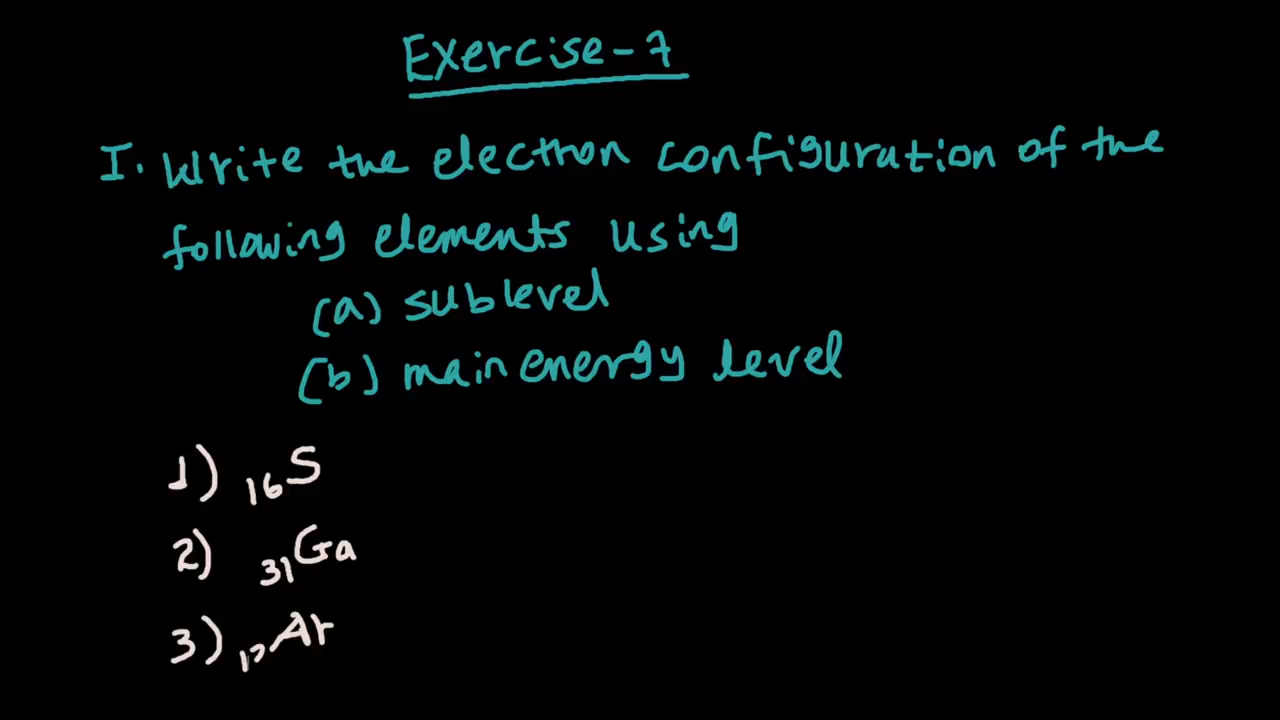 Exercise-7
I. Write the electron configuration of the
following elements using
(a) sublevel
(b) main energy level
1) 16S
2) 31Ga
3) Ar